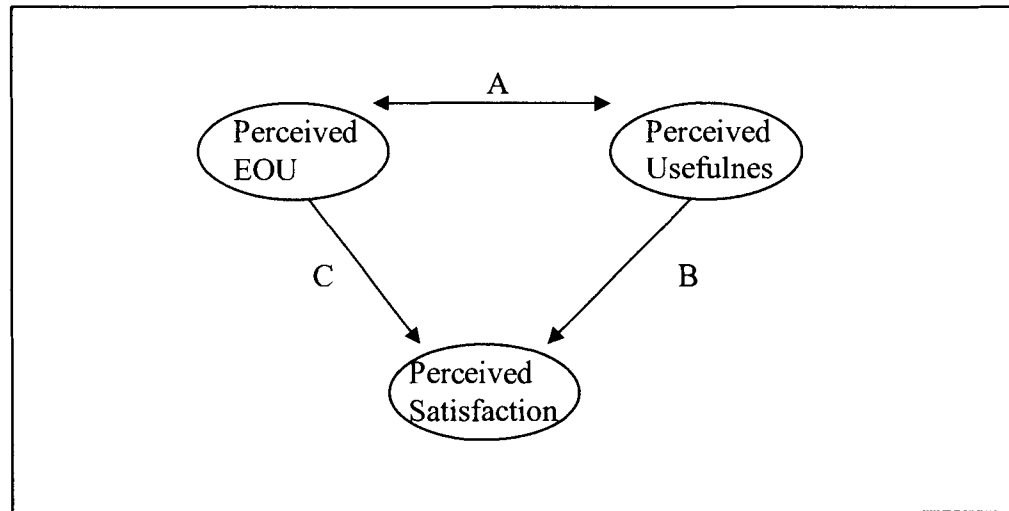 A
Perceived
EOU
Perceived
Usefulnes
C
B
Perceived
Satisfaction